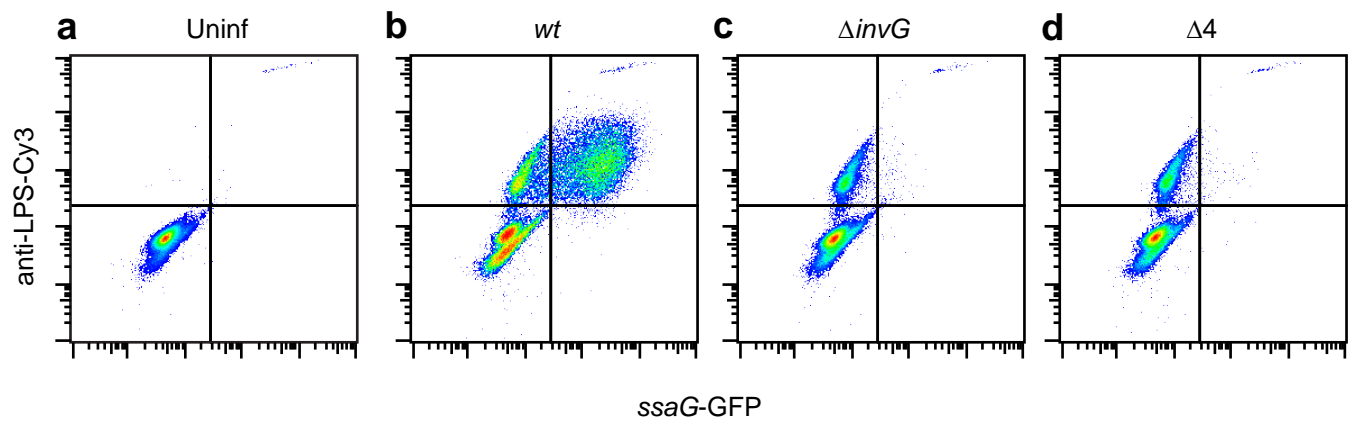 a Uninf b wt c ΔinvG d Δ4
anti-LPS-Cy3
ssaG-GFP